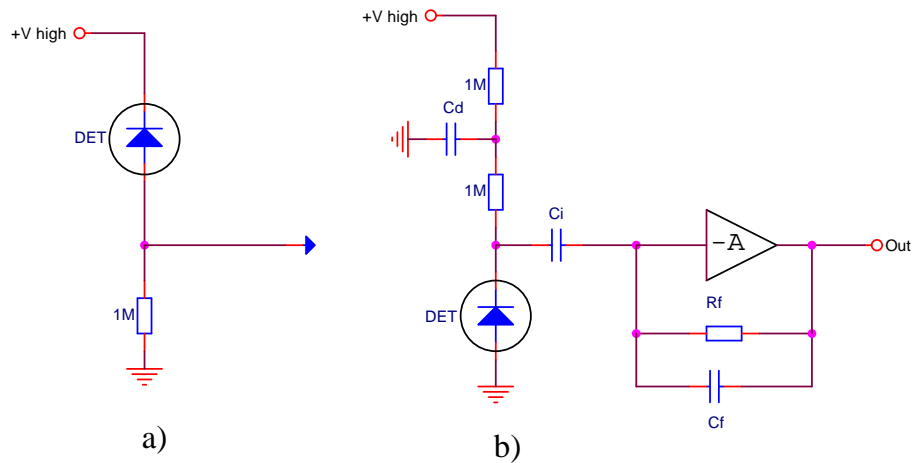 +V high
DET
1M
a)
+V high
1M
Cd
1M
Ci
DET
-A
Out
Rf
Cf
b)